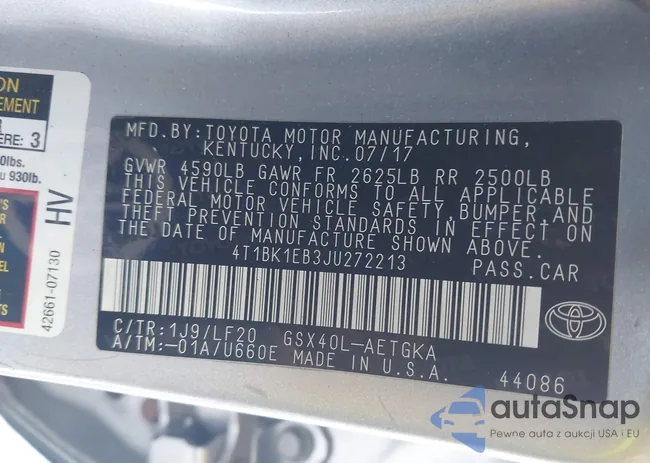 ON
EMENT
ERE: 3
0lbs.
u 930lb.
HV
42661-07130
MFD.BY:TOYOTA MOTOR MANUFACTURING,
KENTUCKY,INC.07/17
GVWR 4590LB GAWR FR 2625LB RR 2500LB
THIS VEHICLE CONFORMS TO ALL APPLICABLE
FEDERAL MOTOR VEHICLE SAFETY,BUMPER,AND
THEFT PREVENTION STANDARDS IN EFFECT ON
THE DATE OF MANUFACTURE SHOWN ABOVE.
4T1BK1EB3JU272213 PASS.CAR
C/TR:1J9/LF20 GSX40L-AETGKA
A/TM:-01A/U660E MADE IN U.S.A. 44086
autaSnap
Pewne auta z aukcji USA i EU